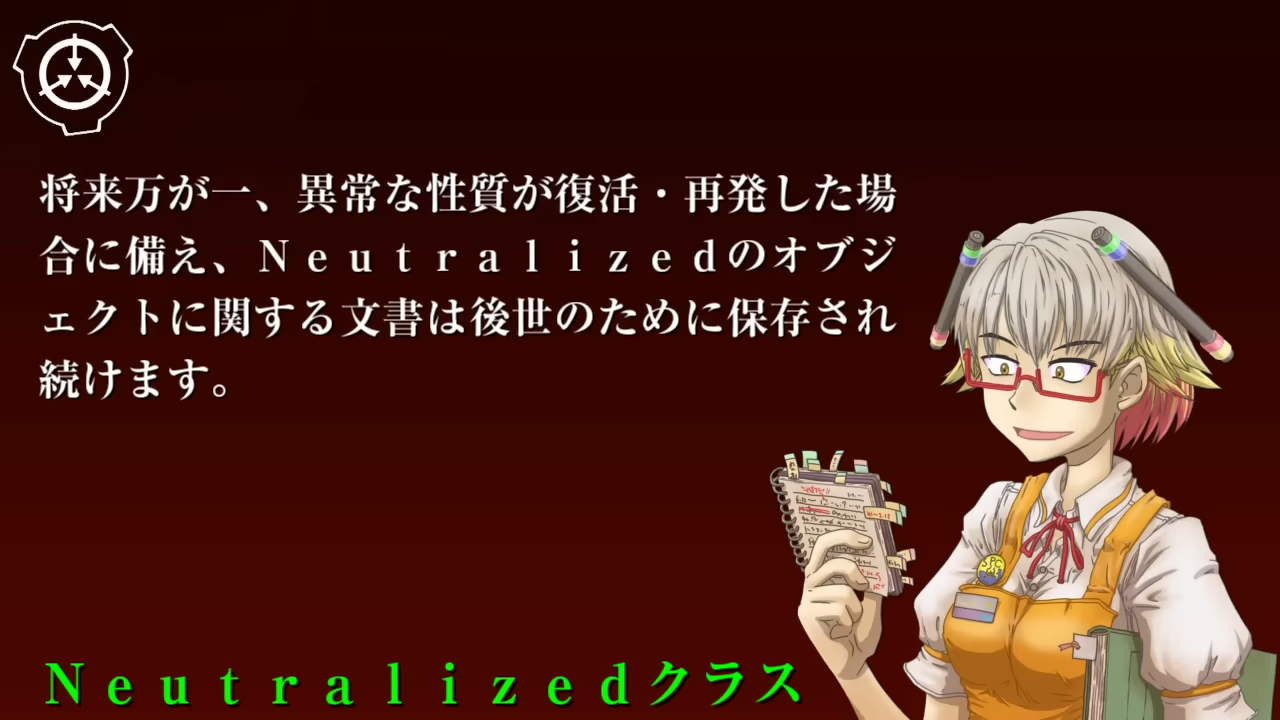 将来万が一、異常な性質が復活・再発した場
合に備え、Ｎｅｕｔｒａｌｉｚｅｄのオブジ
ェクトに関する文書は後世のために保存され
続けます。
Ｎｅｕｔｒａｌｉｚｅｄクラス